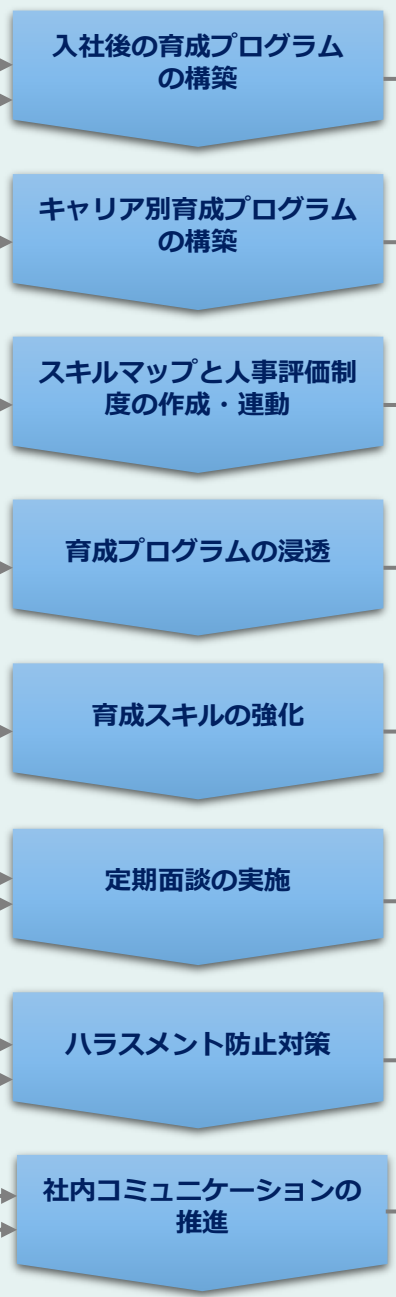 入社後の育成プログラム
の構築
キャリア別育成プログラム
の構築
スキルマップと人事評価制
度の作成・連動
育成プログラムの浸透
育成スキルの強化
定期面談の実施
ハラスメント防止対策
社内コミュニケーションの
推進